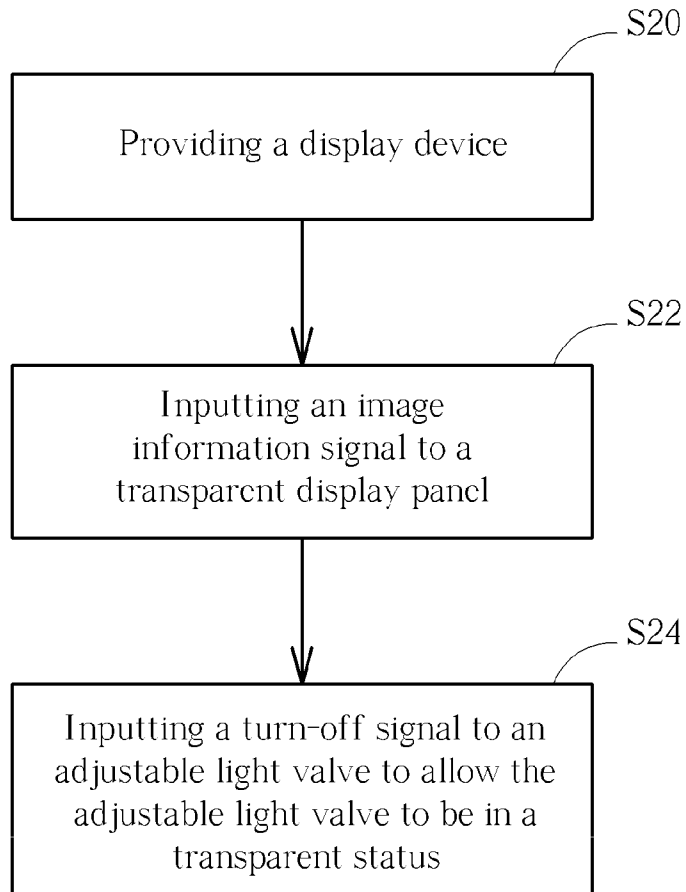 S20
Providing a display device
S22
Inputting an image
information signal to a
transparent display panel
S24
Inputting a turn-off signal to an
adjustable light valve to allow the
adjustable light valve to be in a
transparent status